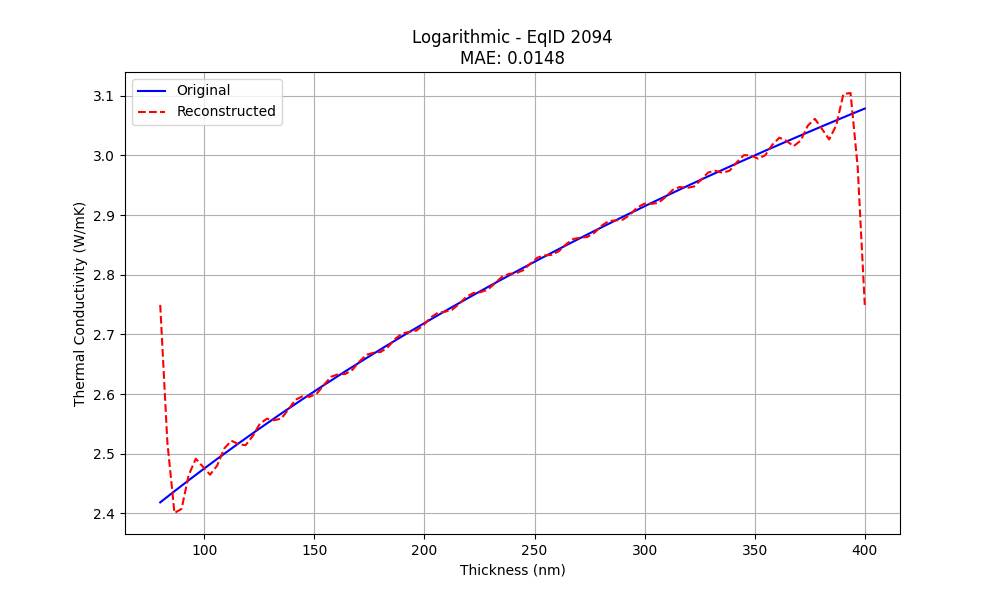 Logarithmic - EqID 2094
MAE: 0.0148
Original
Reconstructed
Thermal Conductivity (W/mK)
3.1
3.0
2.9
2.8
2.7
2.6
2.5
2.4
100 150 200 250 300 350 400
Thickness (nm)